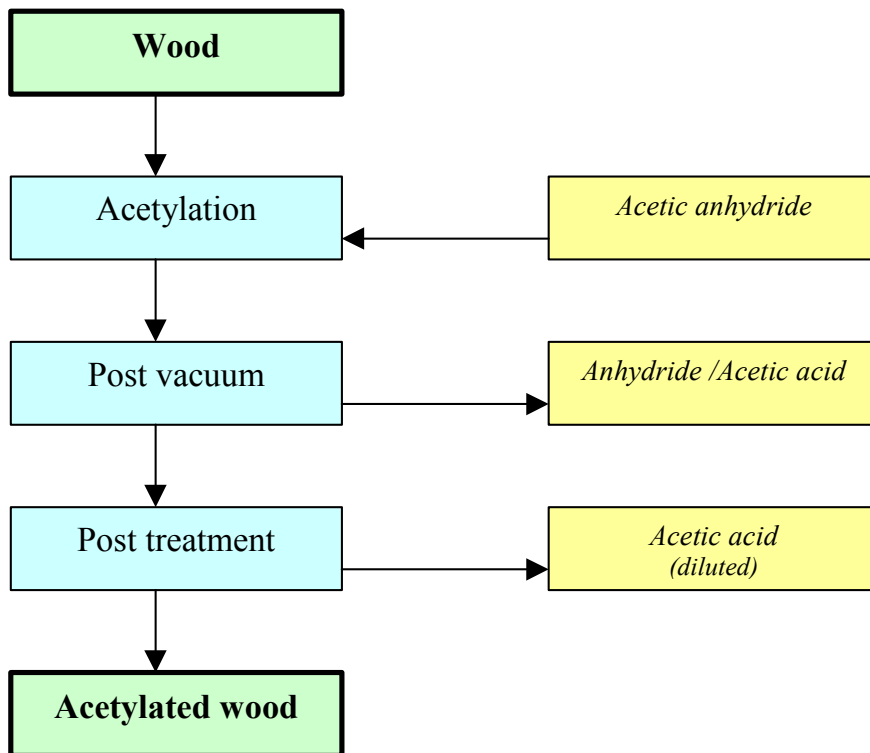 Wood
Acetylation
Acetic anhydride
Post vacuum
Anhydride /Acetic acid
Post treatment
Acetic acid
(diluted)
Acetylated wood